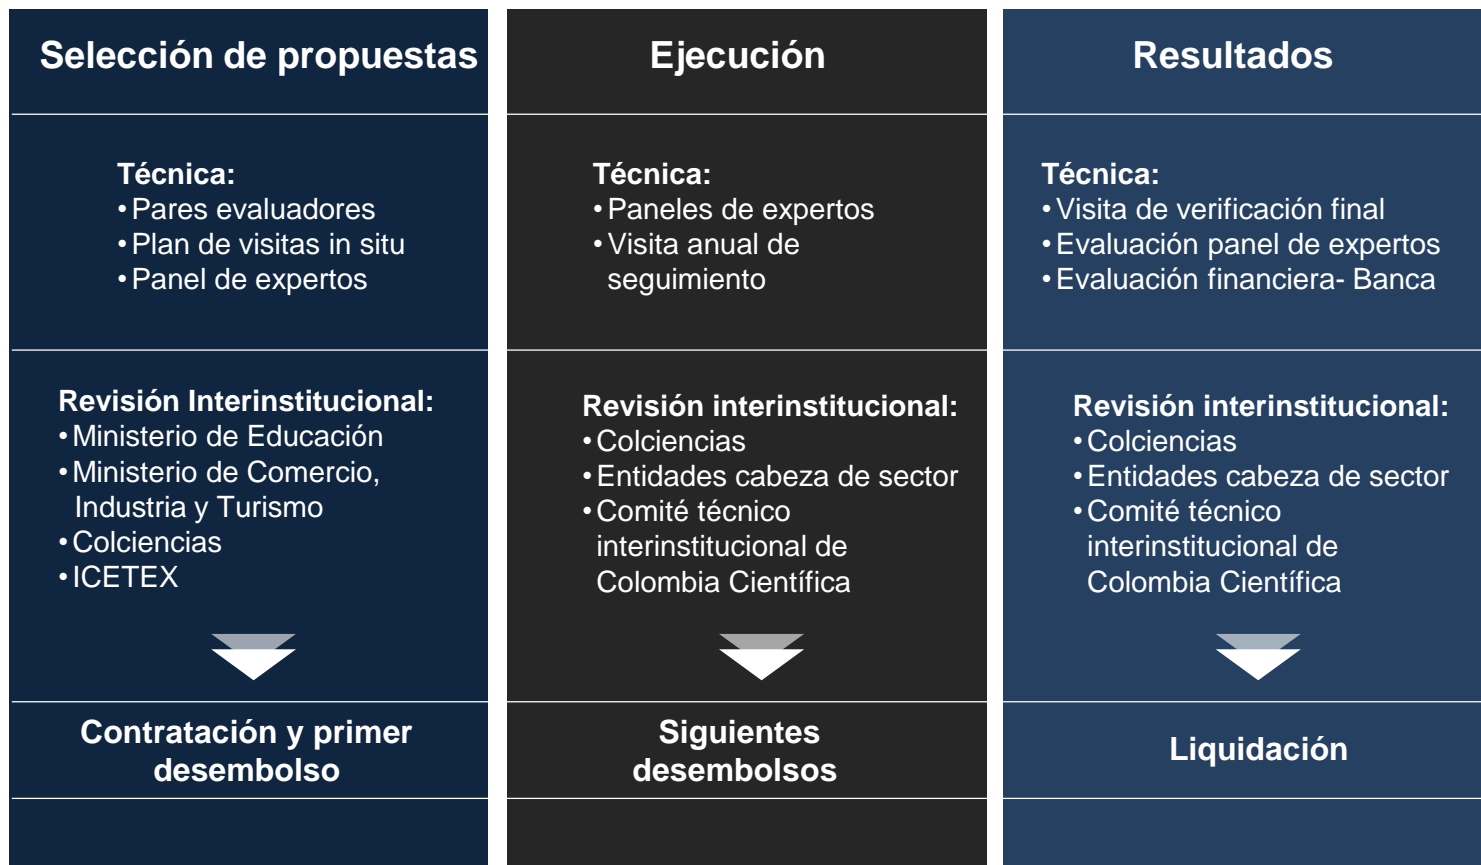 Selección de propuestas
Técnica:
• Pares evaluadores
• Plan de visitas in situ
• Panel de expertos
Revisión Interinstitucional:
• Ministerio de Educación
• Ministerio de Comercio,
Industria y Turismo
• Colciencias
• ICETEX
Contratación y primer
desembolso
Ejecución
Técnica:
• Paneles de expertos
• Visita anual de
seguimiento
Revisión interinstitucional:
• Colciencias
• Entidades cabeza de sector
• Comité técnico
interinstitucional de
Colombia Científica
Siguientes
desembolsos
Resultados
Técnica:
• Visita de verificación final
• Evaluación panel de expertos
• Evaluación financiera- Banca
Revisión interinstitucional:
• Colciencias
• Entidades cabeza de sector
• Comité técnico
interinstitucional de
Colombia Científica
Liquidación